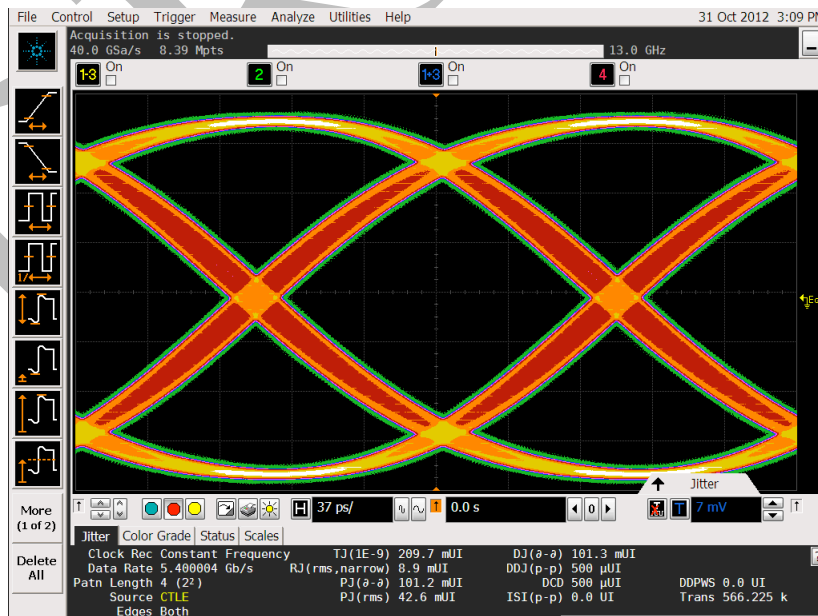 File Control Setup Trigger Measure Analyze Utilities Help 31 Oct 2012 3:09 PM
Acquisition is stopped.
40.0 GSa/s 8.39 Mpts 13.0 GHz
1-3 On 2 On 1+3 On 4 On
More
(1 of 2)
Delete
All
Jitter
H 37 ps/ T 0.0 s 0 T 7 mV
Jitter Color Grade Status Scales
Clock Rec Constant Frequency TJ(1E-9) 209.7 mUI DJ(∂-∂) 101.3 mUI
Data Rate 5.400004 Gb/s RJ(rms,narrow) 8.9 mUI DDJ(p-p) 500 μUI
Patn Length 4 (2²) PJ(∂-∂) 101.2 mUI DCD 500 μUI DDPWS 0.0 UI
Source CTLE PJ(rms) 42.6 mUI ISI(p-p) 0.0 UI Trans 566.225 k
Edges Both